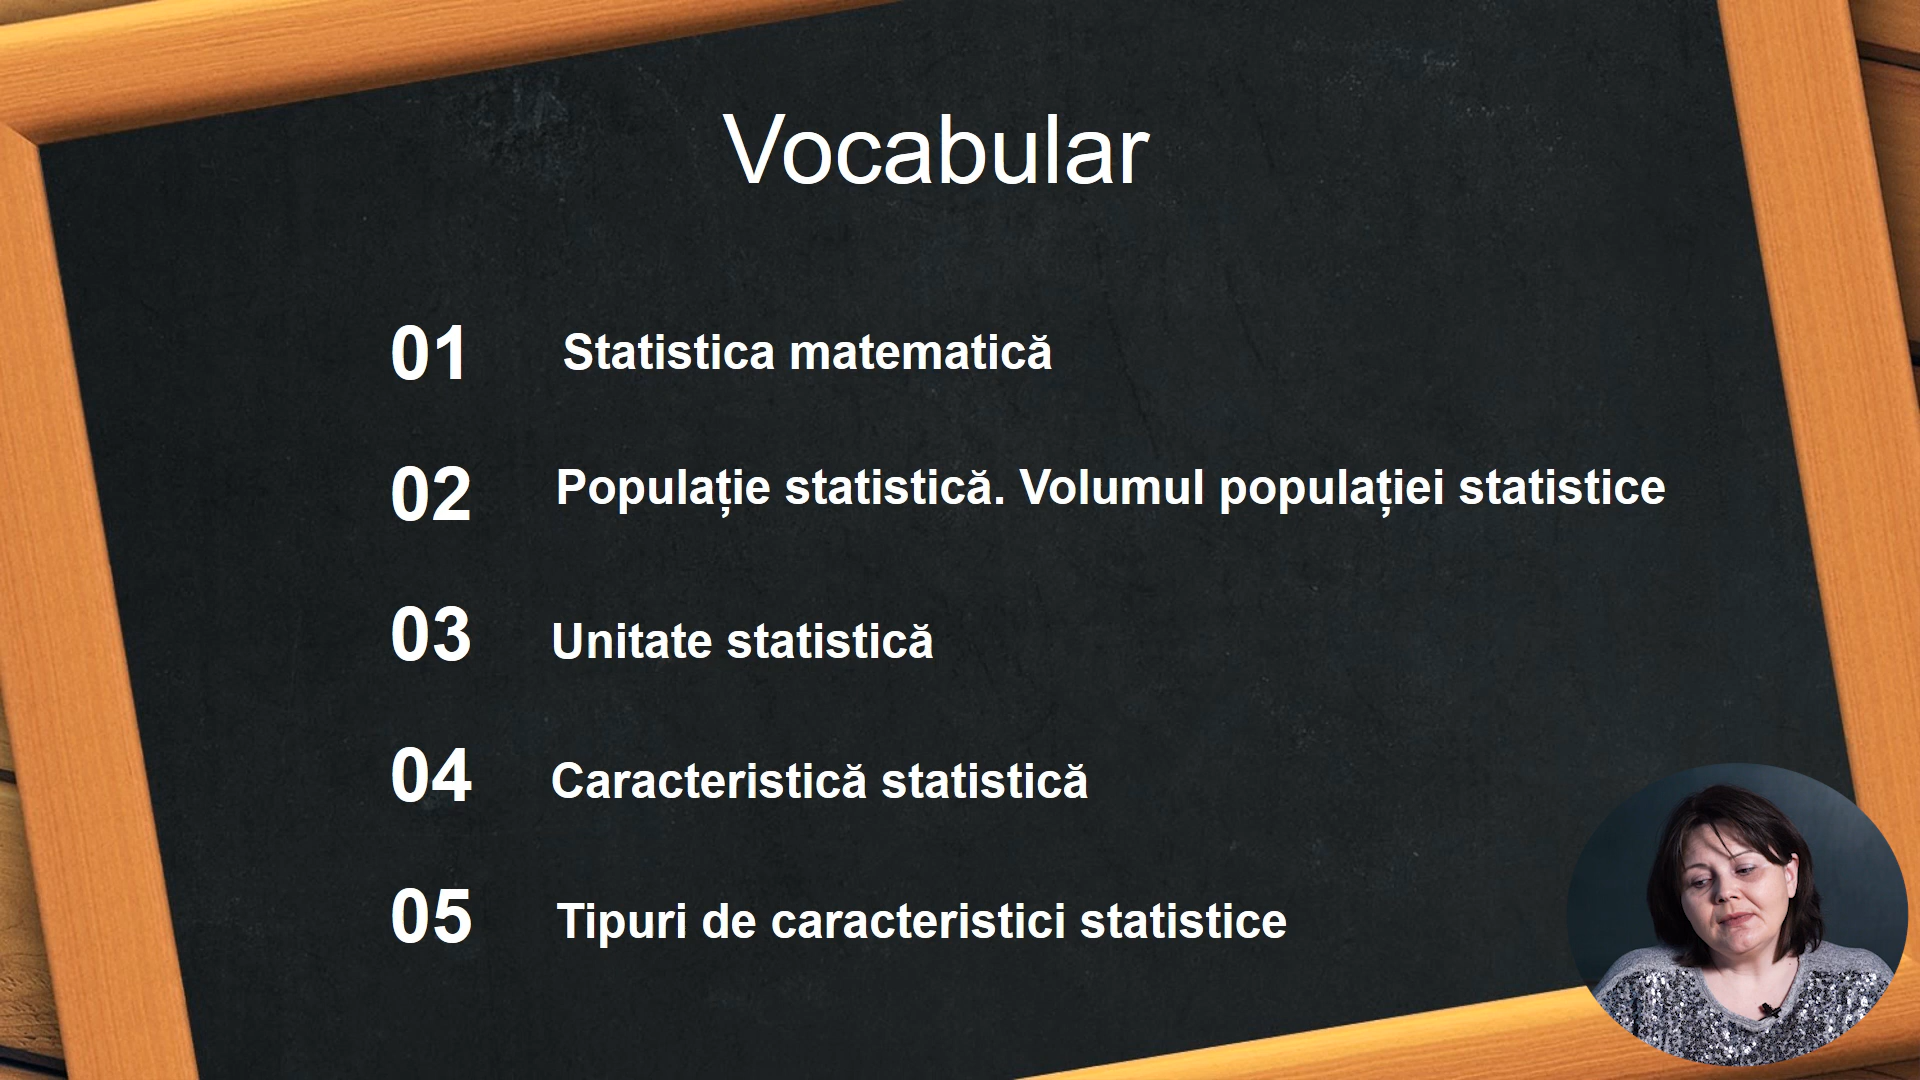 Vocabular
01 Statistica matematică
02 Populație statistică. Volumul populației statistice
03 Unitate statistică
04 Caracteristică statistică
05 Tipuri de caracteristici statistice